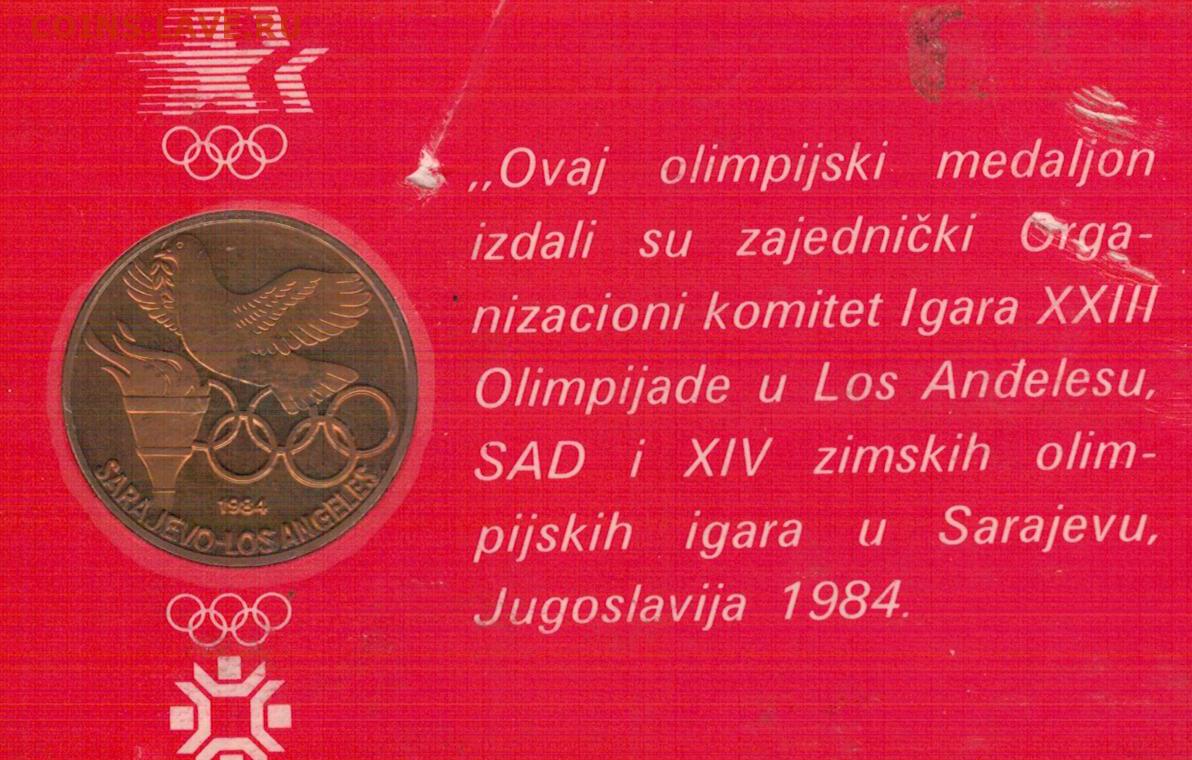 COINS.LAVE.RU
„Ovaj olimpijski medaljon
izdali su zajednički Orga-
nizacioni komitet Igara XXIII
Olimpijade u Los Anđelesu,
SAD i XIV zimskih olim-
pijskih igara u Sarajevu,
Jugoslavija 1984.
1984
SARAJEVO-LOS ANGELES